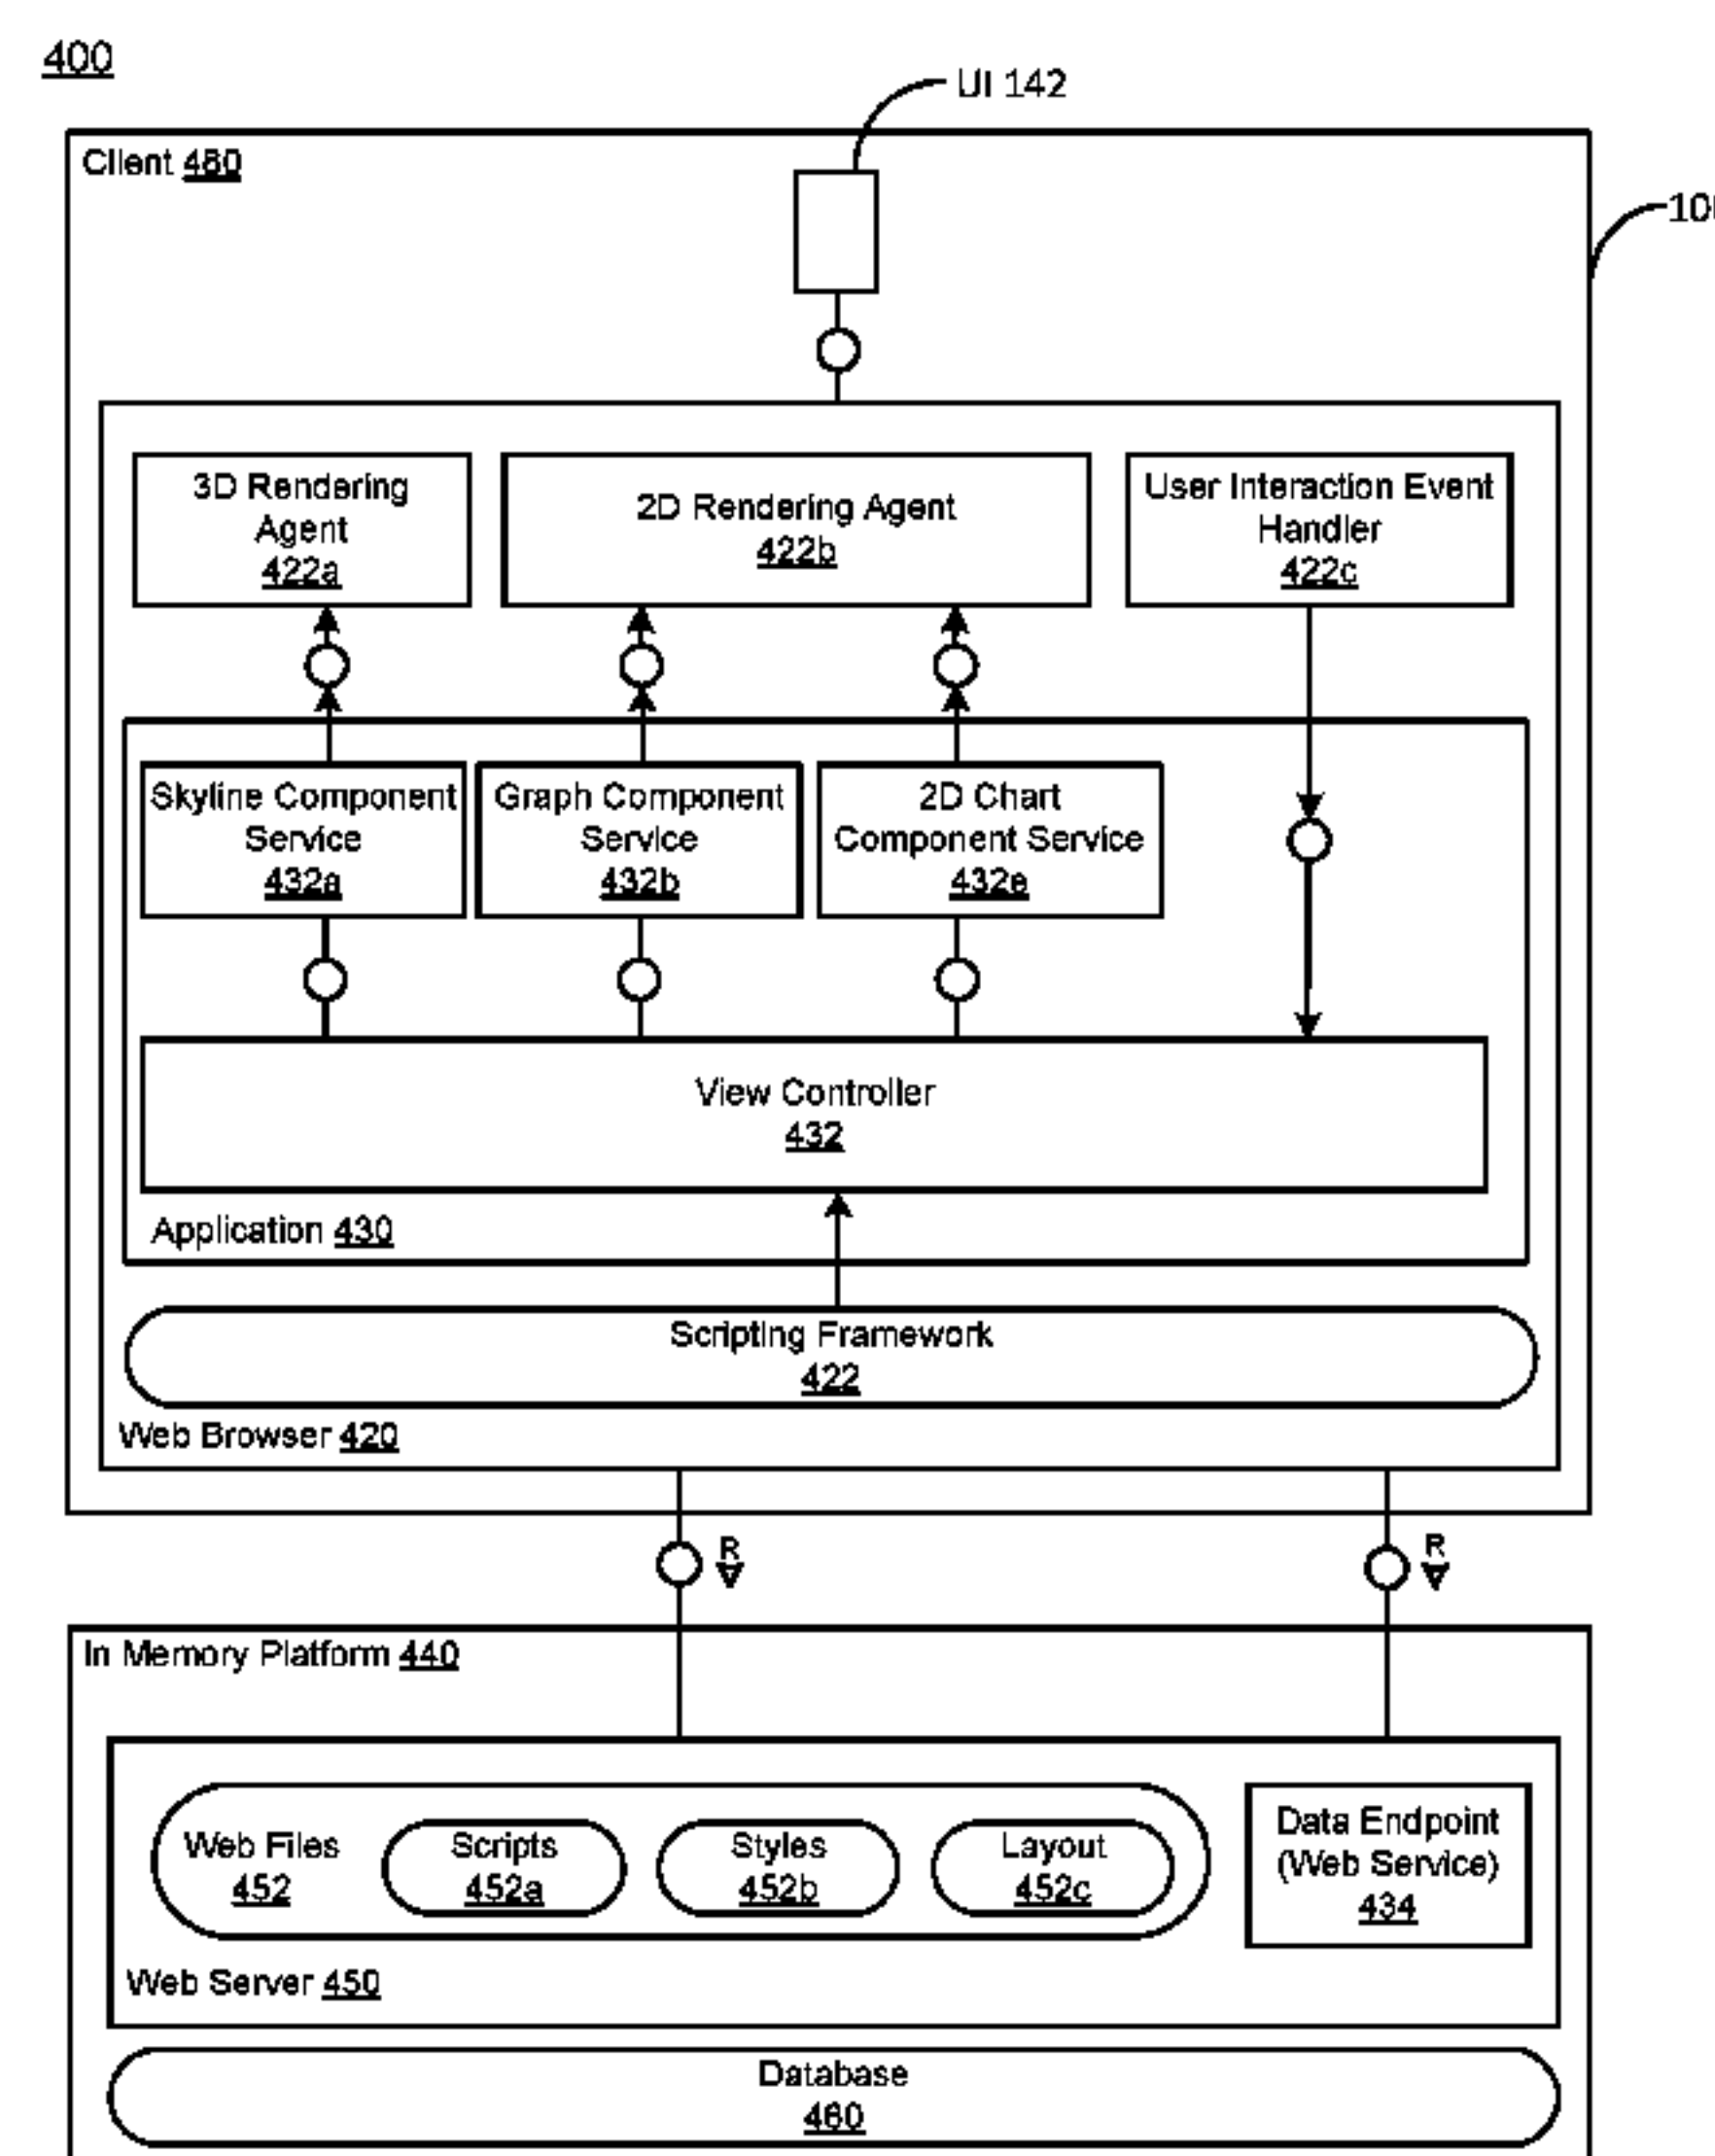 400
UI 142
Client 480
3D Rendering
Agent
422a
2D Rendering Agent
422b
User Interaction Event
Handler
422c
Skyline Component
Service
432a
Graph Component
Service
432b
2D Chart
Component Service
432e
View Controller
432
Application 430
Scripting Framework
422
Web Browser 420
R
R
In Memory Platform 440
Web Files
452
Scripts
452a
Styles
452b
Layout
452c
Data Endpoint
(Web Service)
434
Web Server 450
Database
460